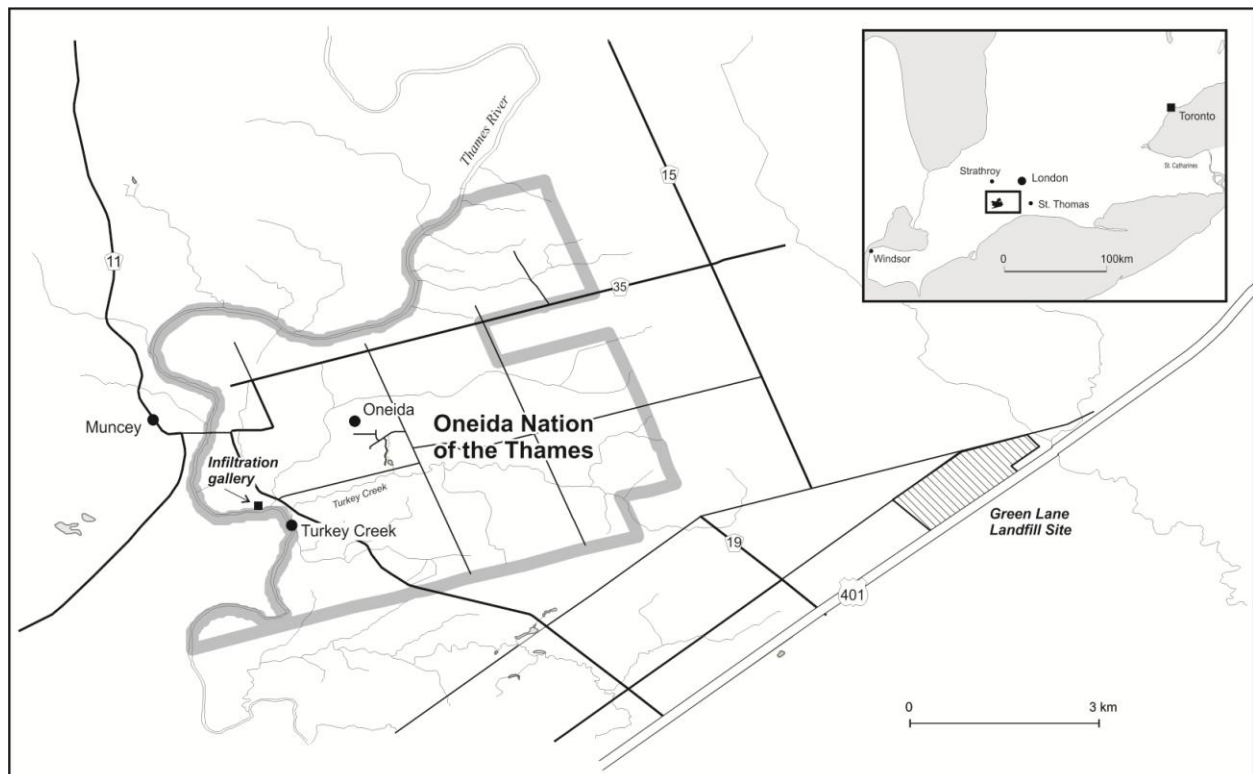 Thames River
15
11
35
Toronto
St. Catharines
Strathroy
London
St. Thomas
Windsor
0
100km
Muncey
Oneida
Oneida Nation
of the Thames
Infiltration
gallery
Turkey Creek
Turkey Creek
Green Lane
Landfill Site
19
401
0
3 km